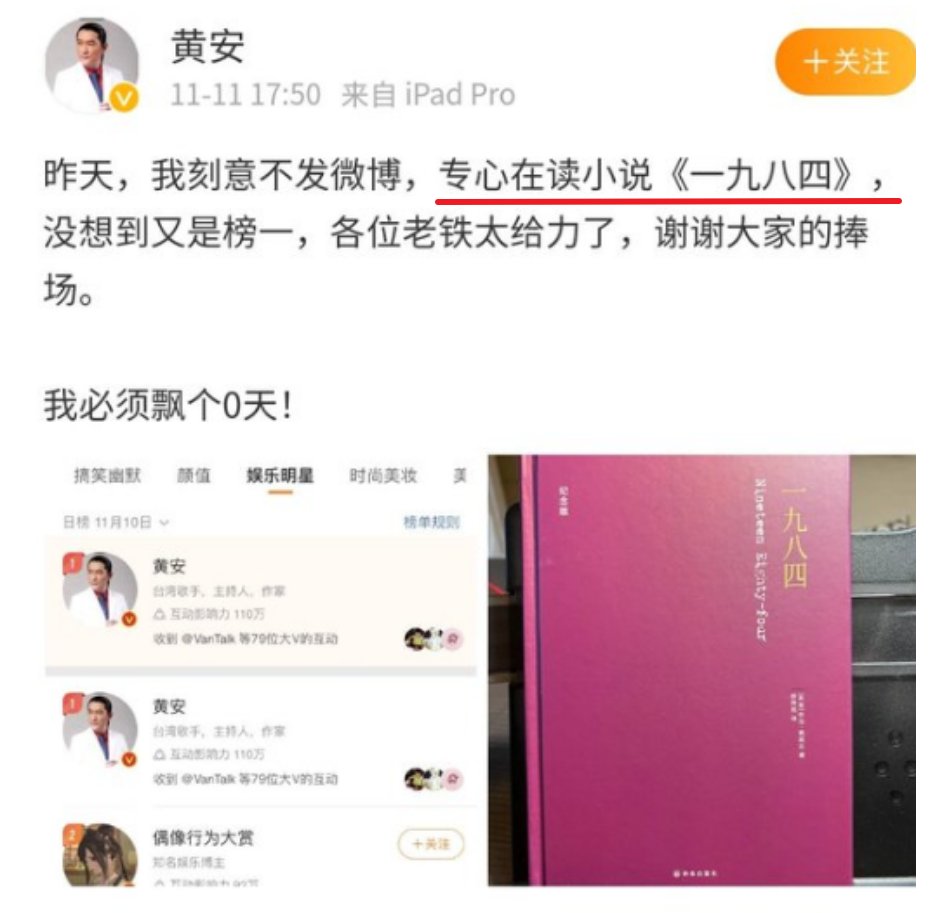 黄安
+关注
11-11 17:50 来自 iPad Pro
昨天，我刻意不发微博，专心在读小说《一九八四》，
没想到又是榜一，各位老铁太给力了，谢谢大家的捧
场。
我必须飘个0天！
搞笑幽默 颜值 娱乐明星 时尚美妆 美
日榜 11月10日
榜单规则
1
黄安
台湾歌手、主持人、作家
互动影响力 110万
收到 @VanTalk 等79位大V的互动
1
黄安
台湾歌手、主持人、作家
互动影响力 110万
收到 @VanTalk 等79位大V的互动
2
偶像行为大赏
+关注
知名娱乐博主
互动影响力 92万
纪念版
一九八四
Nineteen Eighty-four